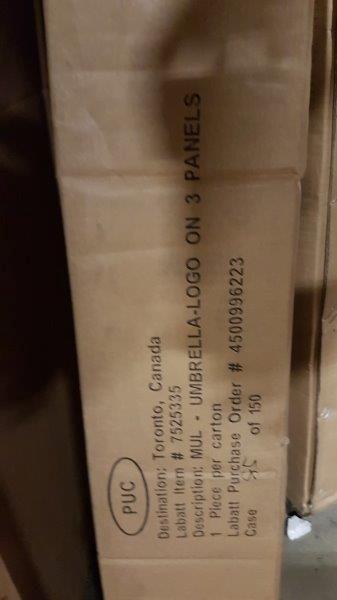 PUC
Destination: Toronto, Canada
Labatt Item # 7525335
Description: MUL - UMBRELLA-LOGO ON 3 PANELS
1 Piece per carton
Labatt Purchase Order # 4500996223
Case of 150